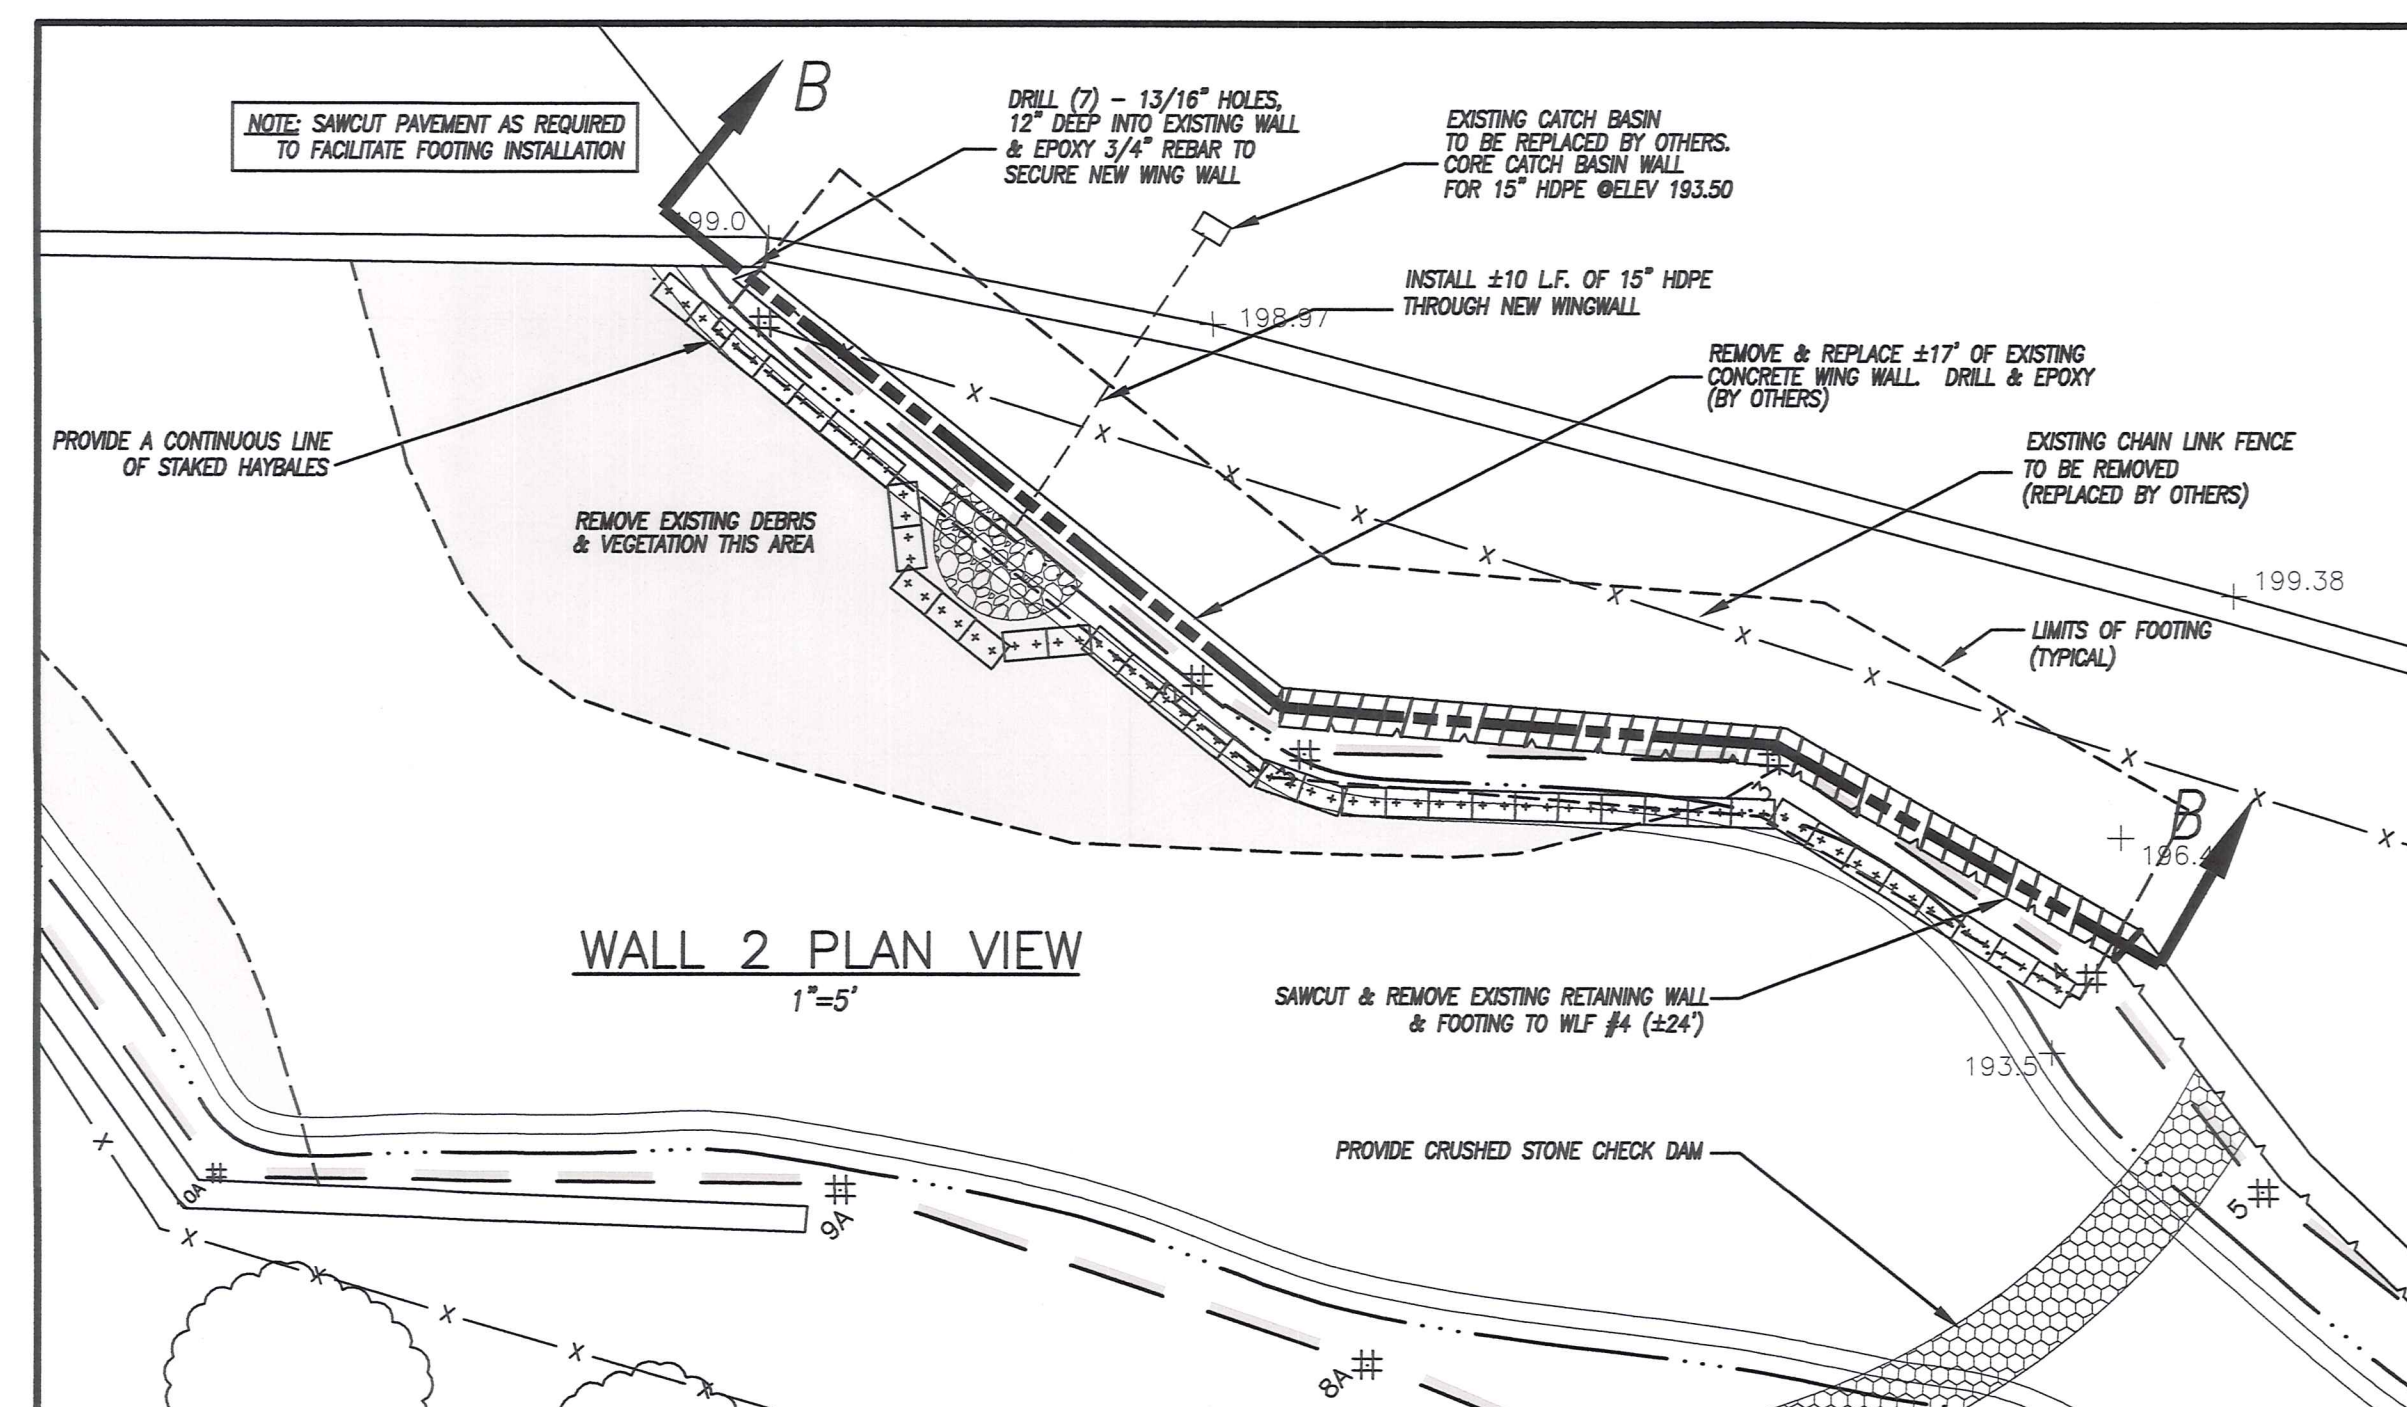 B
NOTE: SAWCUT PAVEMENT AS REQUIRED
TO FACILITATE FOOTING INSTALLATION
DRILL (7) - 13/16" HOLES,
12" DEEP INTO EXISTING WALL
& EPOXY 3/4" REBAR TO
SECURE NEW WING WALL
EXISTING CATCH BASIN
TO BE REPLACED BY OTHERS.
CORE CATCH BASIN WALL
FOR 15" HDPE @ELEV 193.50
199.0
INSTALL ±10 L.F. OF 15" HDPE
THROUGH NEW WINGWALL
198.97
REMOVE & REPLACE ±17' OF EXISTING
CONCRETE WING WALL. DRILL & EPOXY
(BY OTHERS)
PROVIDE A CONTINUOUS LINE
OF STAKED HAYBALES
EXISTING CHAIN LINK FENCE
TO BE REMOVED
(REPLACED BY OTHERS)
REMOVE EXISTING DEBRIS
& VEGETATION THIS AREA
199.38
LIMITS OF FOOTING
(TYPICAL)
B
196.4
WALL 2 PLAN VIEW
1"=5'
SAWCUT & REMOVE EXISTING RETAINING WALL
& FOOTING TO WLF #4 (±24')
193.5
PROVIDE CRUSHED STONE CHECK DAM
5
9A
8A